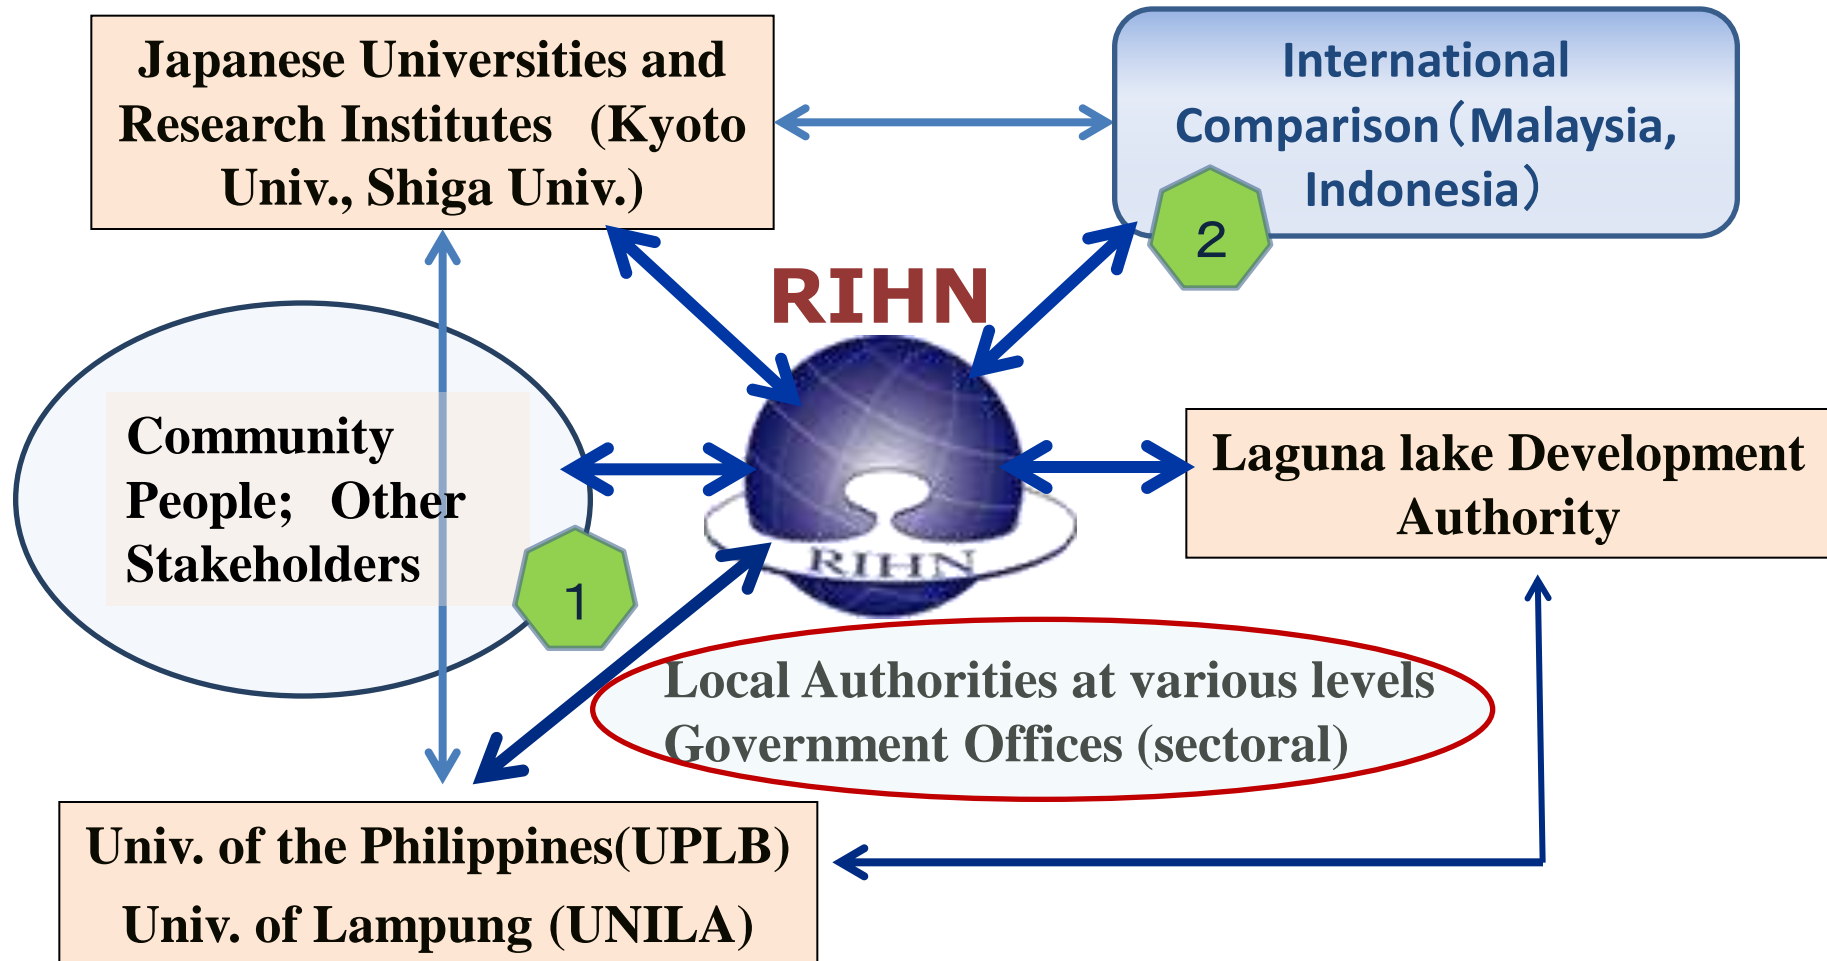 Japanese Universities and
Research Institutes (Kyoto
Univ., Shiga Univ.)
International
Comparison（Malaysia,
Indonesia）
2
RIHN
Community
People; Other
Stakeholders
1
RIHN
Laguna lake Development
Authority
Local Authorities at various levels
Government Offices (sectoral)
Univ. of the Philippines(UPLB)
Univ. of Lampung (UNILA)